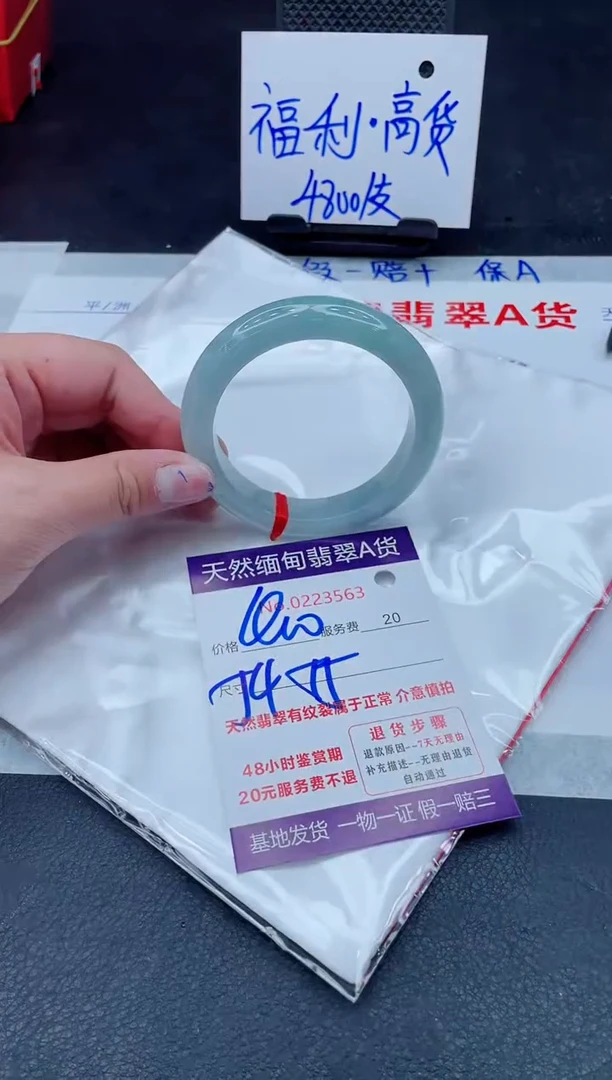 福利·高货
4800/支
假一赔十 保A
平/洲
翡翠A货
天然缅甸翡翠A货
No.0223563
价格 服务费 20
尺寸
天然翡翠有纹裂属于正常 介意慎拍
48小时鉴赏期
20元服务费不退
退货步骤
退款原因--7天无理由
补充描述--无理由退货
自动通过
基地发货 一物一证 假一赔三